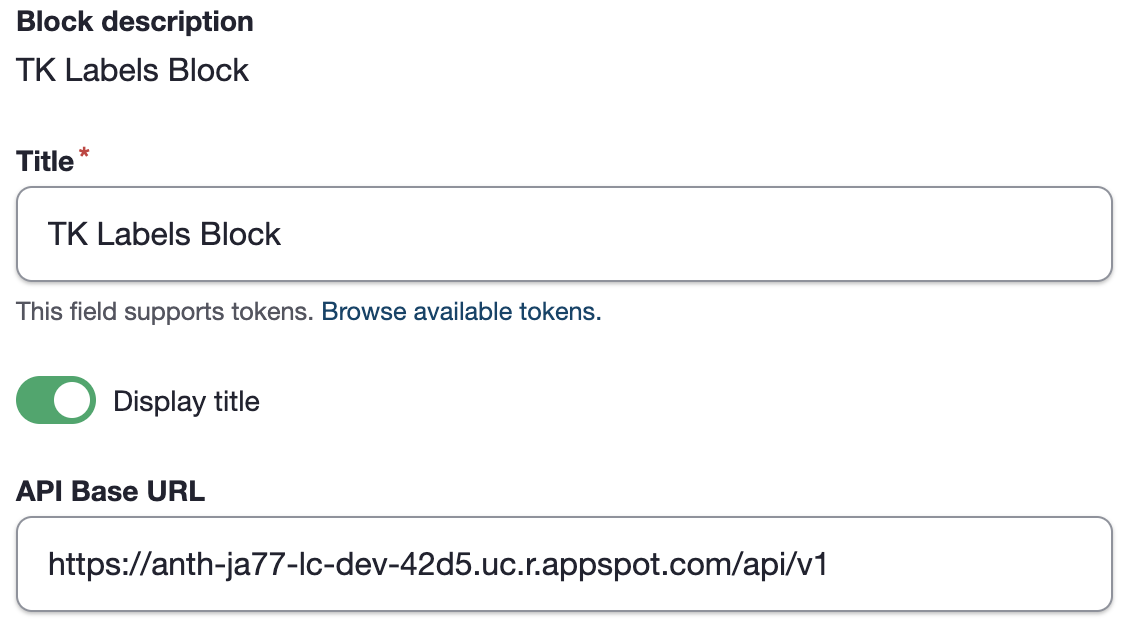 Block description
TK Labels Block
Title *
TK Labels Block
This field supports tokens. Browse available tokens.
Display title
API Base URL
https://anth-ja77-lc-dev-42d5.uc.r.appspot.com/api/v1